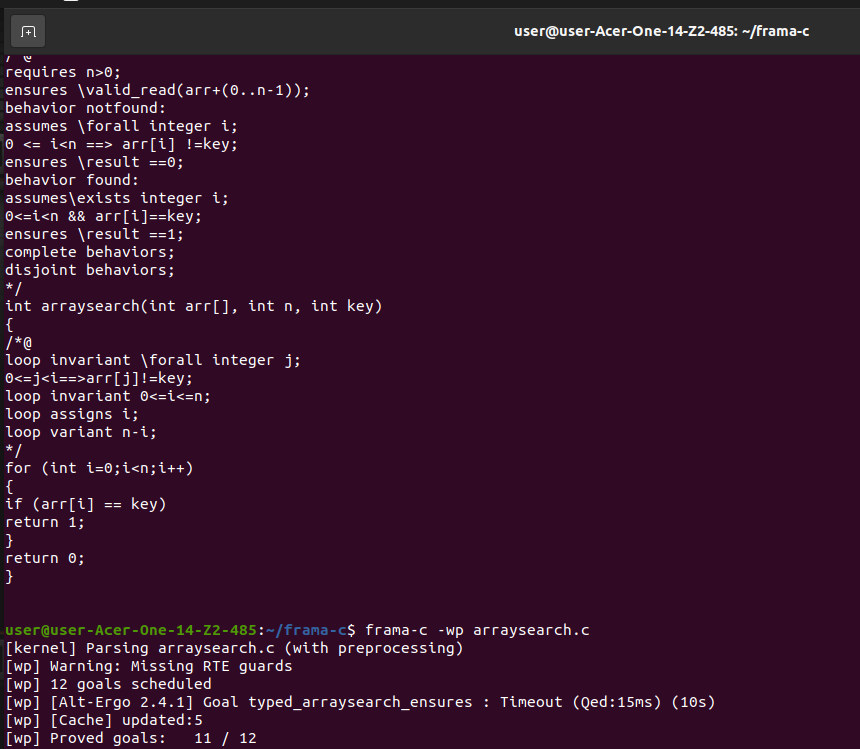 user@user-Acer-One-14-Z2-485: ~/frama-c
/*@
requires n>0;
ensures \valid_read(arr+(0..n-1));
behavior notfound:
assumes \forall integer i;
0 <= i<n ==> arr[i] !=key;
ensures \result ==0;
behavior found:
assumes\exists integer i;
0<=i<n && arr[i]==key;
ensures \result ==1;
complete behaviors;
disjoint behaviors;
*/
int arraysearch(int arr[], int n, int key)
{
/*@
loop invariant \forall integer j;
0<=j<i==>arr[j]!=key;
loop invariant 0<=i<=n;
loop assigns i;
loop variant n-i;
*/
for (int i=0;i<n;i++)
{
if (arr[i] == key)
return 1;
}
return 0;
}
user@user-Acer-One-14-Z2-485:~/frama-c$ frama-c -wp arraysearch.c
[kernel] Parsing arraysearch.c (with preprocessing)
[wp] Warning: Missing RTE guards
[wp] 12 goals scheduled
[wp] [Alt-Ergo 2.4.1] Goal typed_arraysearch_ensures : Timeout (Qed:15ms) (10s)
[wp] [Cache] updated:5
[wp] Proved goals:   11 / 12